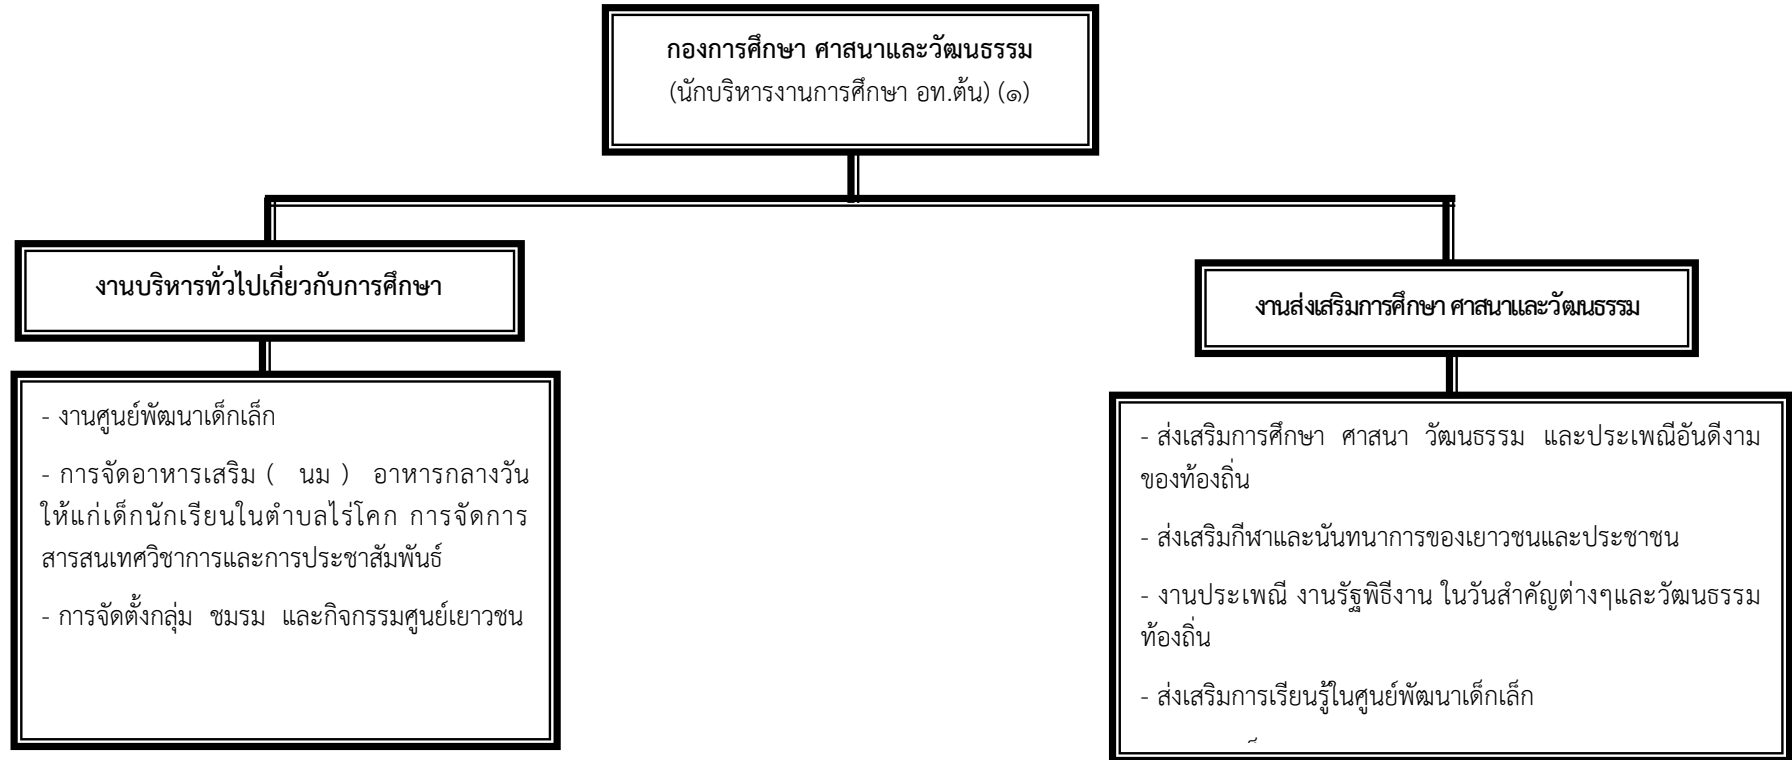 กองการศึกษา ศาสนาและวัฒนธรรม
(นักบริหารงานการศึกษา อท.ต้น) (๑)
งานบริหารทั่วไปเกี่ยวกับการศึกษา
- งานศูนย์พัฒนาเด็กเล็ก
- การจัดอาหารเสริม ( นม ) อาหารกลางวัน
ให้แก่เด็กนักเรียนในตำบลไร่โคก การจัดการ
สารสนเทศวิชาการและการประชาสัมพันธ์
- การจัดตั้งกลุ่ม ชมรม และกิจกรรมศูนย์เยาวชน
งานส่งเสริมการศึกษา ศาสนาและวัฒนธรรม
- ส่งเสริมการศึกษา ศาสนา วัฒนธรรม และประเพณีอันดีงาม
ของท้องถิ่น
- ส่งเสริมกีฬาและนันทนาการของเยาวชนและประชาชน
- งานประเพณี งานรัฐพิธีงาน ในวันสำคัญต่างๆและวัฒนธรรม
ท้องถิ่น
- ส่งเสริมการเรียนรู้ในศูนย์พัฒนาเด็กเล็ก